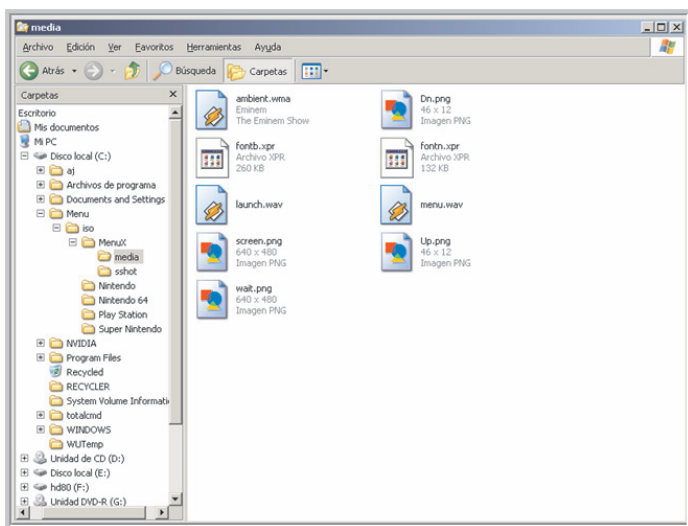 media
Archivo Edición Ver Favoritos Herramientas Ayuda
Atrás Búsqueda Carpetas
Carpetas
Escritorio
Mis documentos
Mi PC
Disco local (C:)
aj
Archivos de programa
Documents and Settings
Menu
iso
MenuX
media
sshot
Nintendo
Nintendo 64
Play Station
Super Nintendo
NVIDIA
Program Files
Recycled
RECYCLER
System Volume Informati
totalcmd
WINDOWS
WUTemp
Unidad de CD (D:)
Disco local (E:)
hd80 (F:)
Unidad DVD-R (G:)
ambient.wma
Eminem
The Eminem Show
Dn.png
46 x 12
Imagen PNG
fontb.xpr
Archivo XPR
260 KB
fontn.xpr
Archivo XPR
132 KB
launch.wav
menu.wav
screen.png
640 x 480
Imagen PNG
Up.png
46 x 12
Imagen PNG
wait.png
640 x 480
Imagen PNG